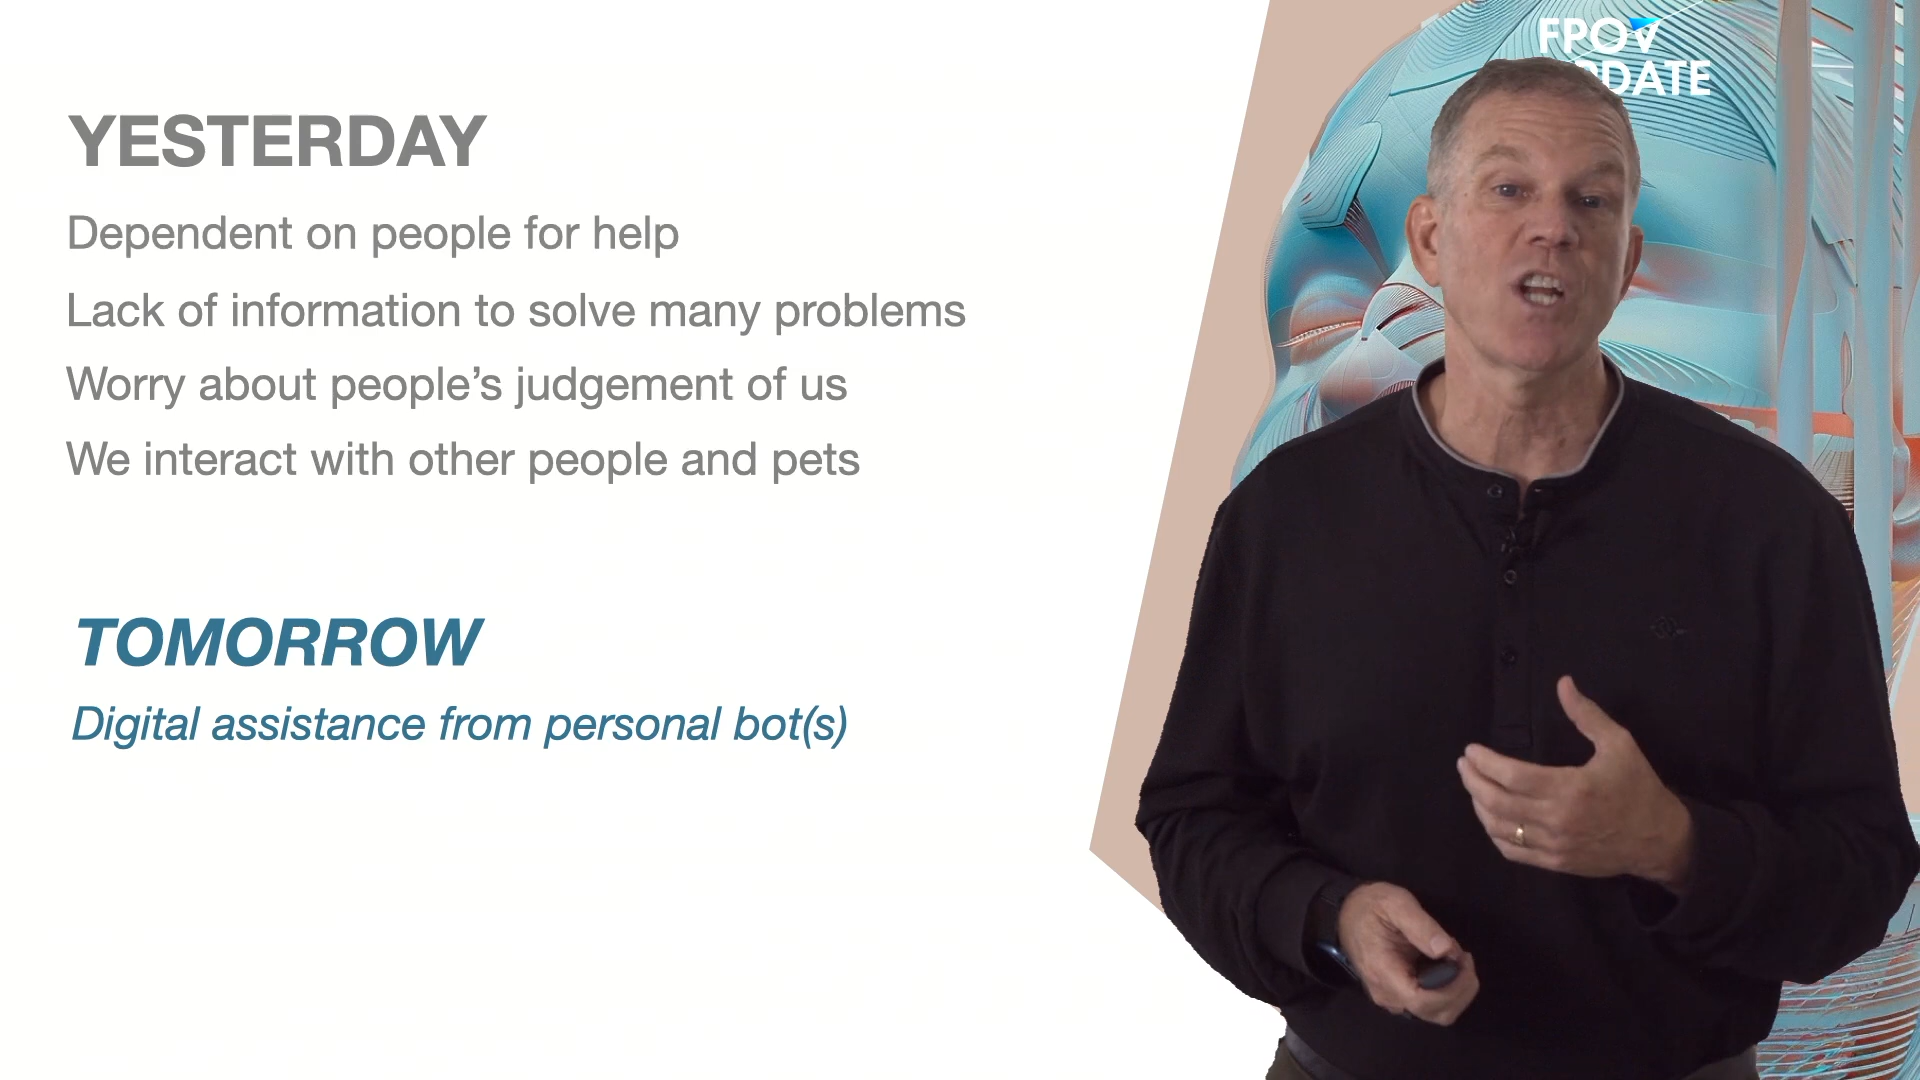 FPOV
YESTERDAY
Dependent on people for help
Lack of information to solve many problems
Worry about people's judgement of us
We interact with other people and pets
TOMORROW
Digital assistance from personal bot(s)